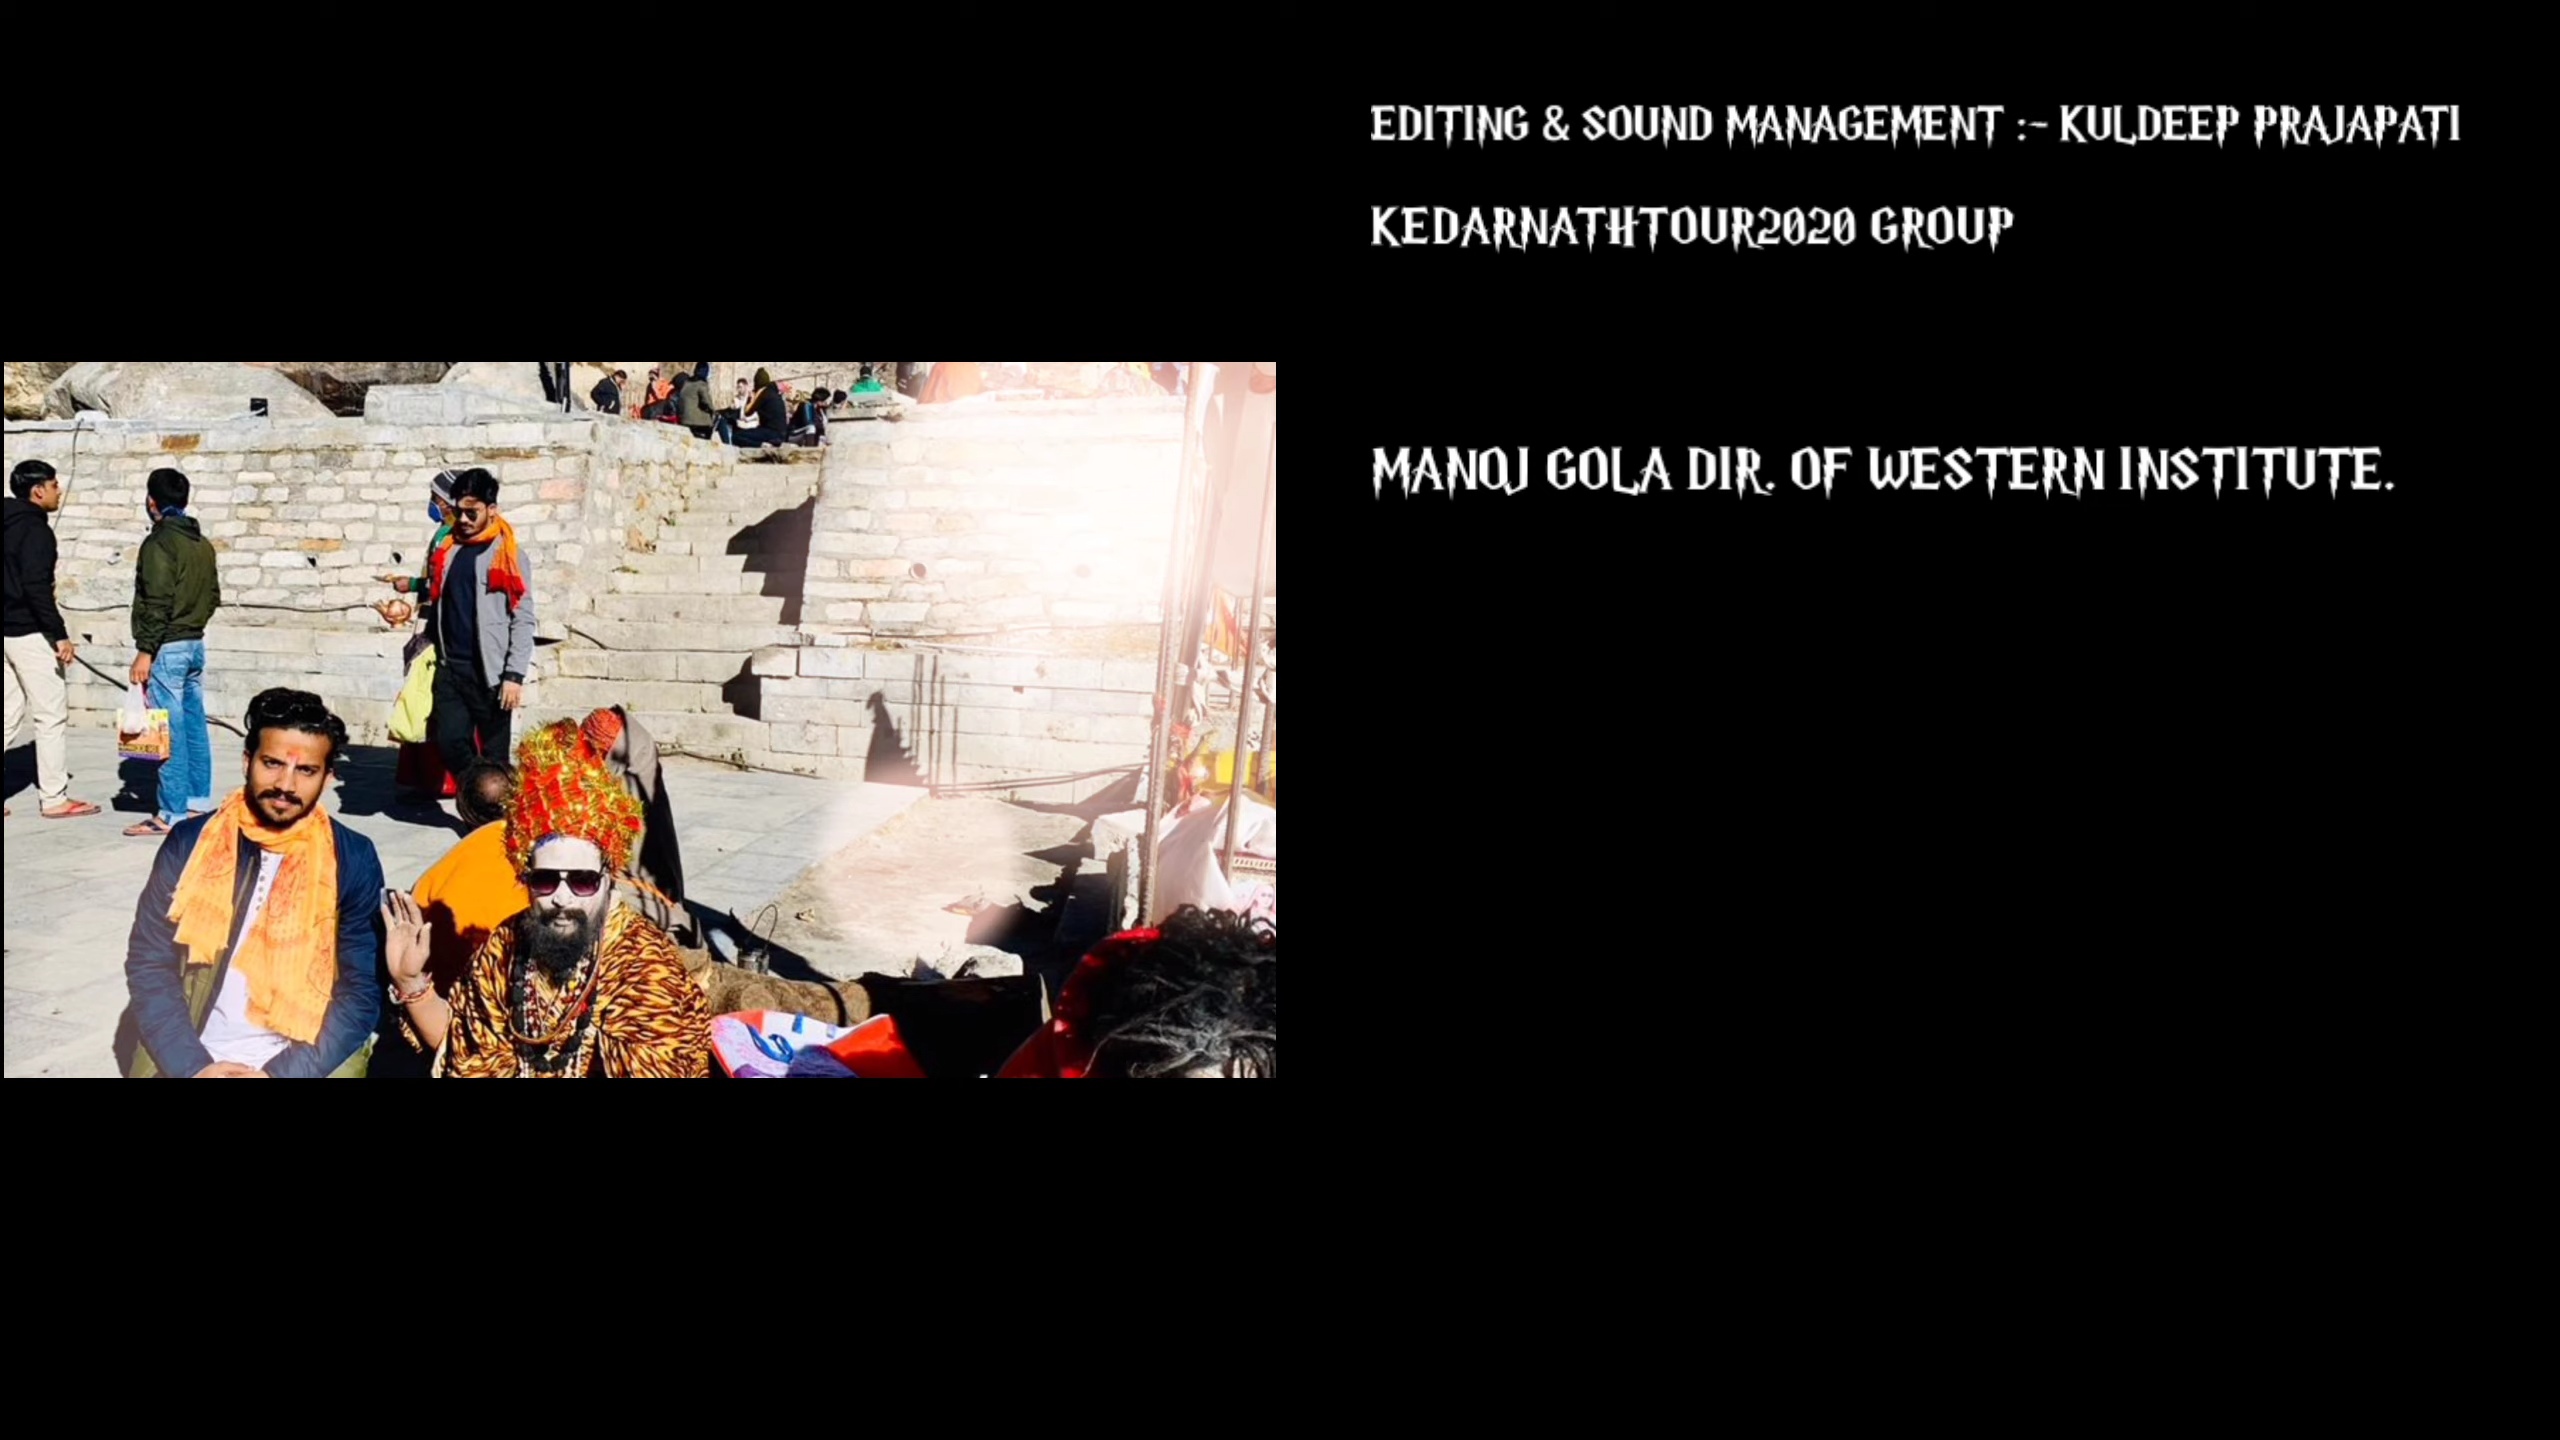 EDITING & SOUND MANAGEMENT :- KULDEEP PRAJAPATI
KEDARNATHTOUR2020 GROUP
MANOJ GOLA DIR. OF WESTERN INSTITUTE.